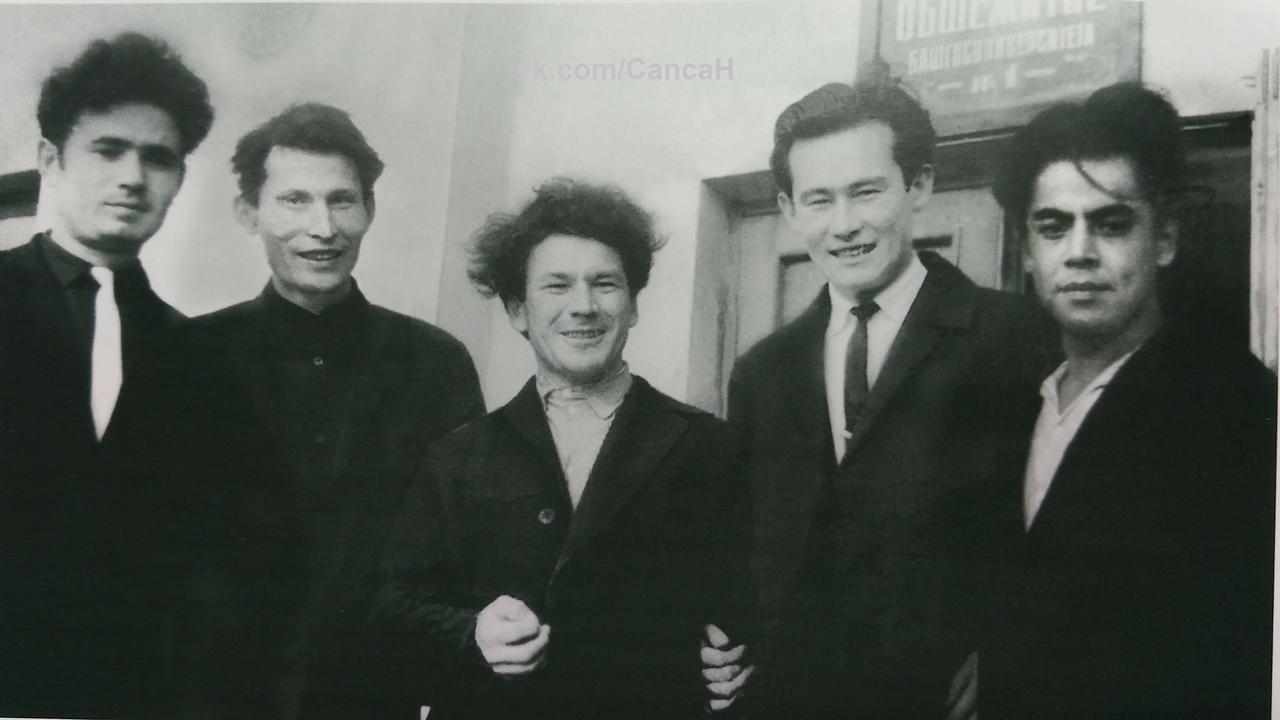 vk.com/CancaH
ОБЩЕЖИТИЕ
БАШГОСУНИВЕРСИТЕТА
— № 1 —